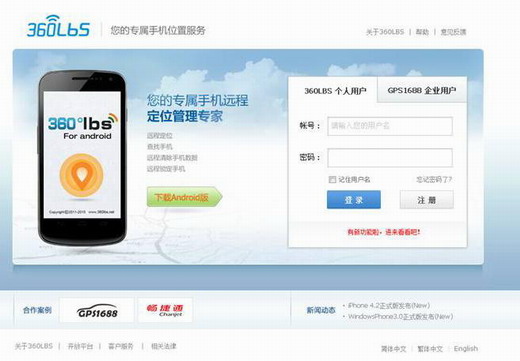 360LBS
您的专属手机位置服务
关于360LBS | 帮助 | 意见反馈
360°lbs
For android
您的专属手机远程
定位管理专家
远程定位
查找手机
远程清除手机数据
远程锁定手机
下载Android版
360LBS 个人用户
GPS1688 企业用户
帐号：
请输入您的用户名
密码：
记住用户名
忘记密码了?
登 录
注 册
有新功能啦，进来看看吧！
合作案例
GPS1688
畅捷通
Chanjet
新闻动态
· iPhone 4.2正式版发布(New)
· WindowsPhone3.0正式版发布(New)
关于360LBS | 开放平台 | 客户服务 | 相关法律
简体中文 | 繁体中文 | English